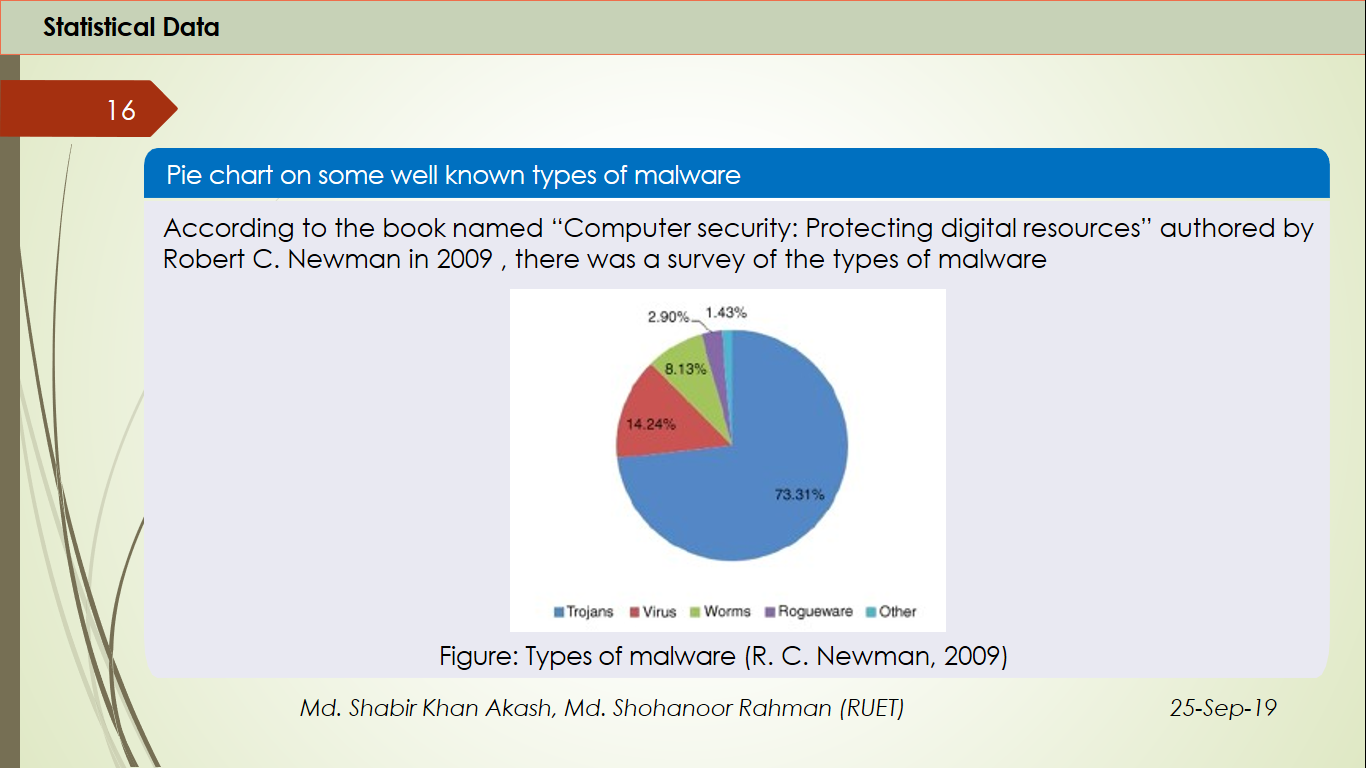 Statistical Data
16
Pie chart on some well known types of malware
According to the book named “Computer security: Protecting digital resources” authored by
Robert C. Newman in 2009 , there was a survey of the types of malware
2.90% 1.43%
8.13%
14.24%
73.31%
Trojans Virus Worms Rogueware Other
Figure: Types of malware (R. C. Newman, 2009)
Md. Shabir Khan Akash, Md. Shohanoor Rahman (RUET) 25-Sep-19